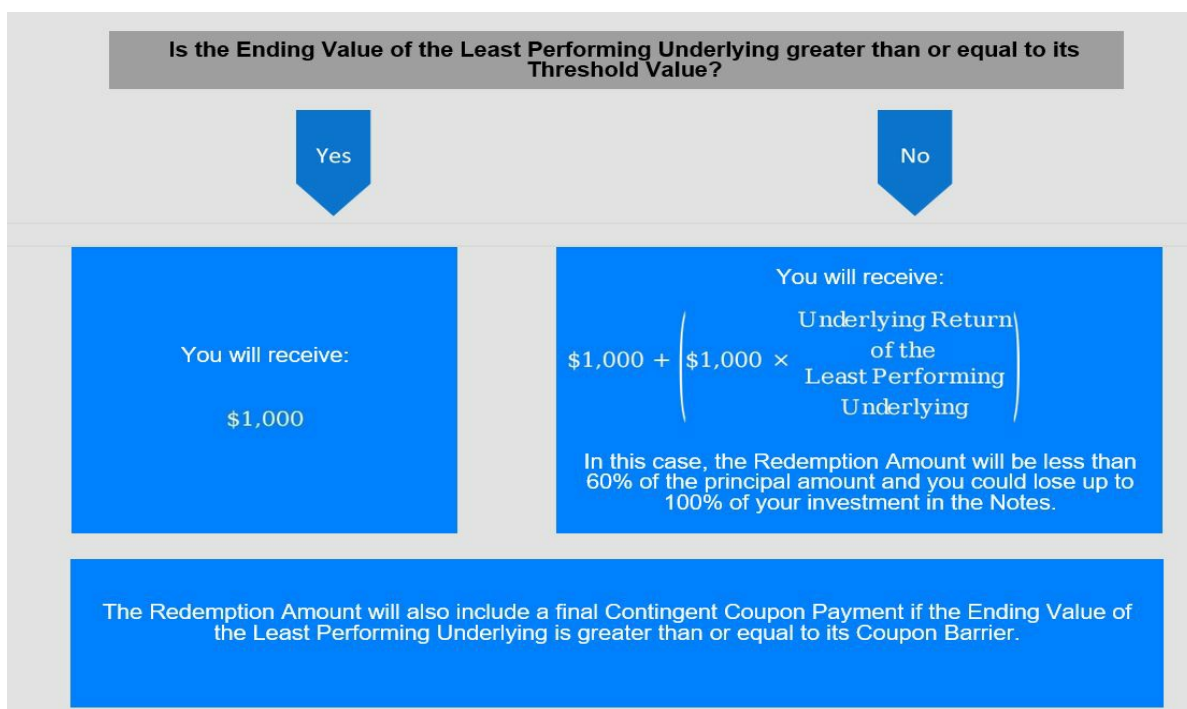 Is the Ending Value of the Least Performing Underlying greater than or equal to its
Threshold Value?
Yes
No
You will receive:
$1,000
You will receive:
$1,000 + ($1,000 × Underlying Return
of the
Least Performing
Underlying)
In this case, the Redemption Amount will be less than
60% of the principal amount and you could lose up to
100% of your investment in the Notes.
The Redemption Amount will also include a final Contingent Coupon Payment if the Ending Value of
the Least Performing Underlying is greater than or equal to its Coupon Barrier.